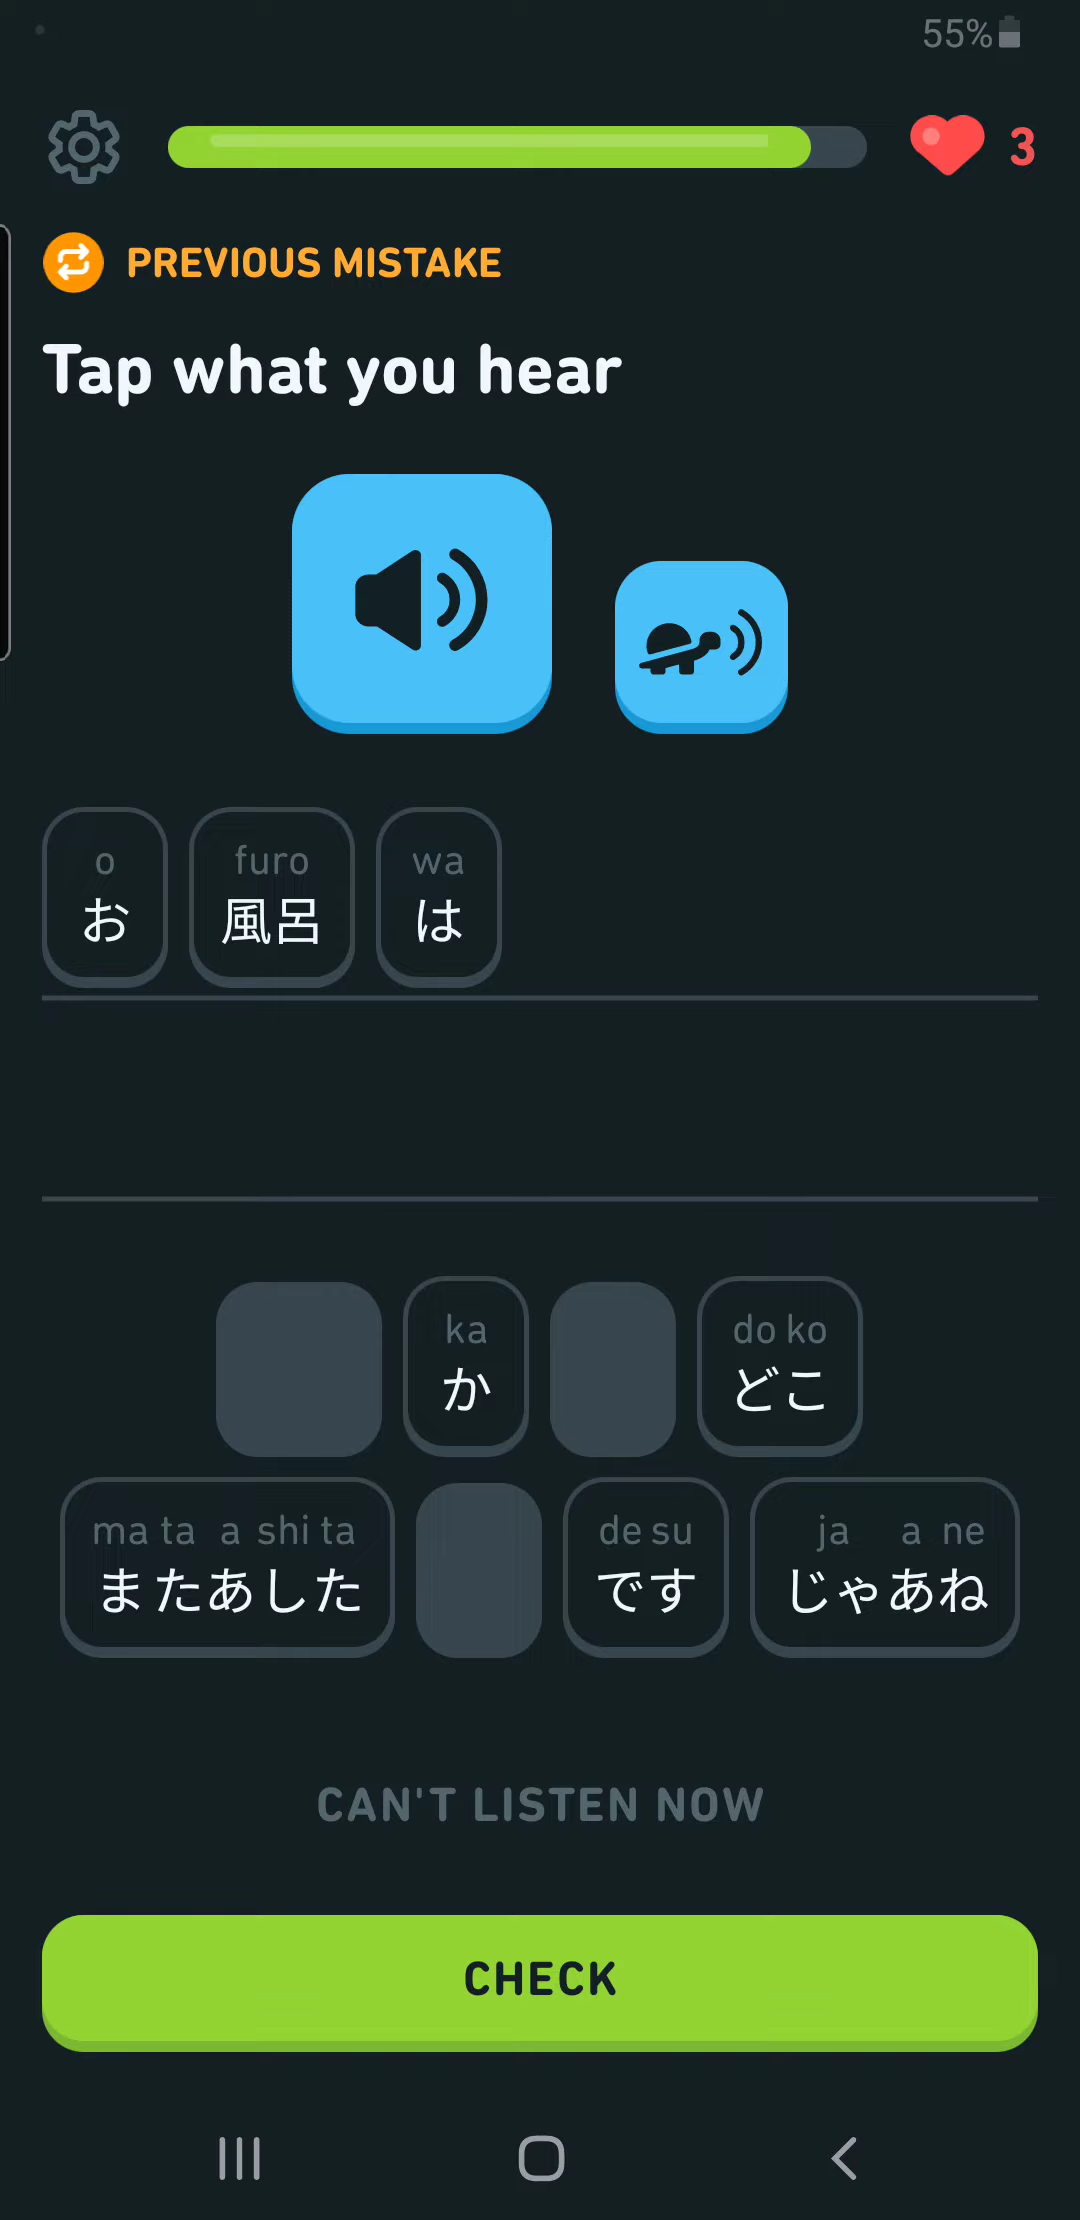 55%
3
PREVIOUS MISTAKE
Tap what you hear
o furo wa
お 風呂 は
ka do ko
か どこ
ma ta a shi ta de su ja a ne
またあした です じゃあね
CAN'T LISTEN NOW
CHECK